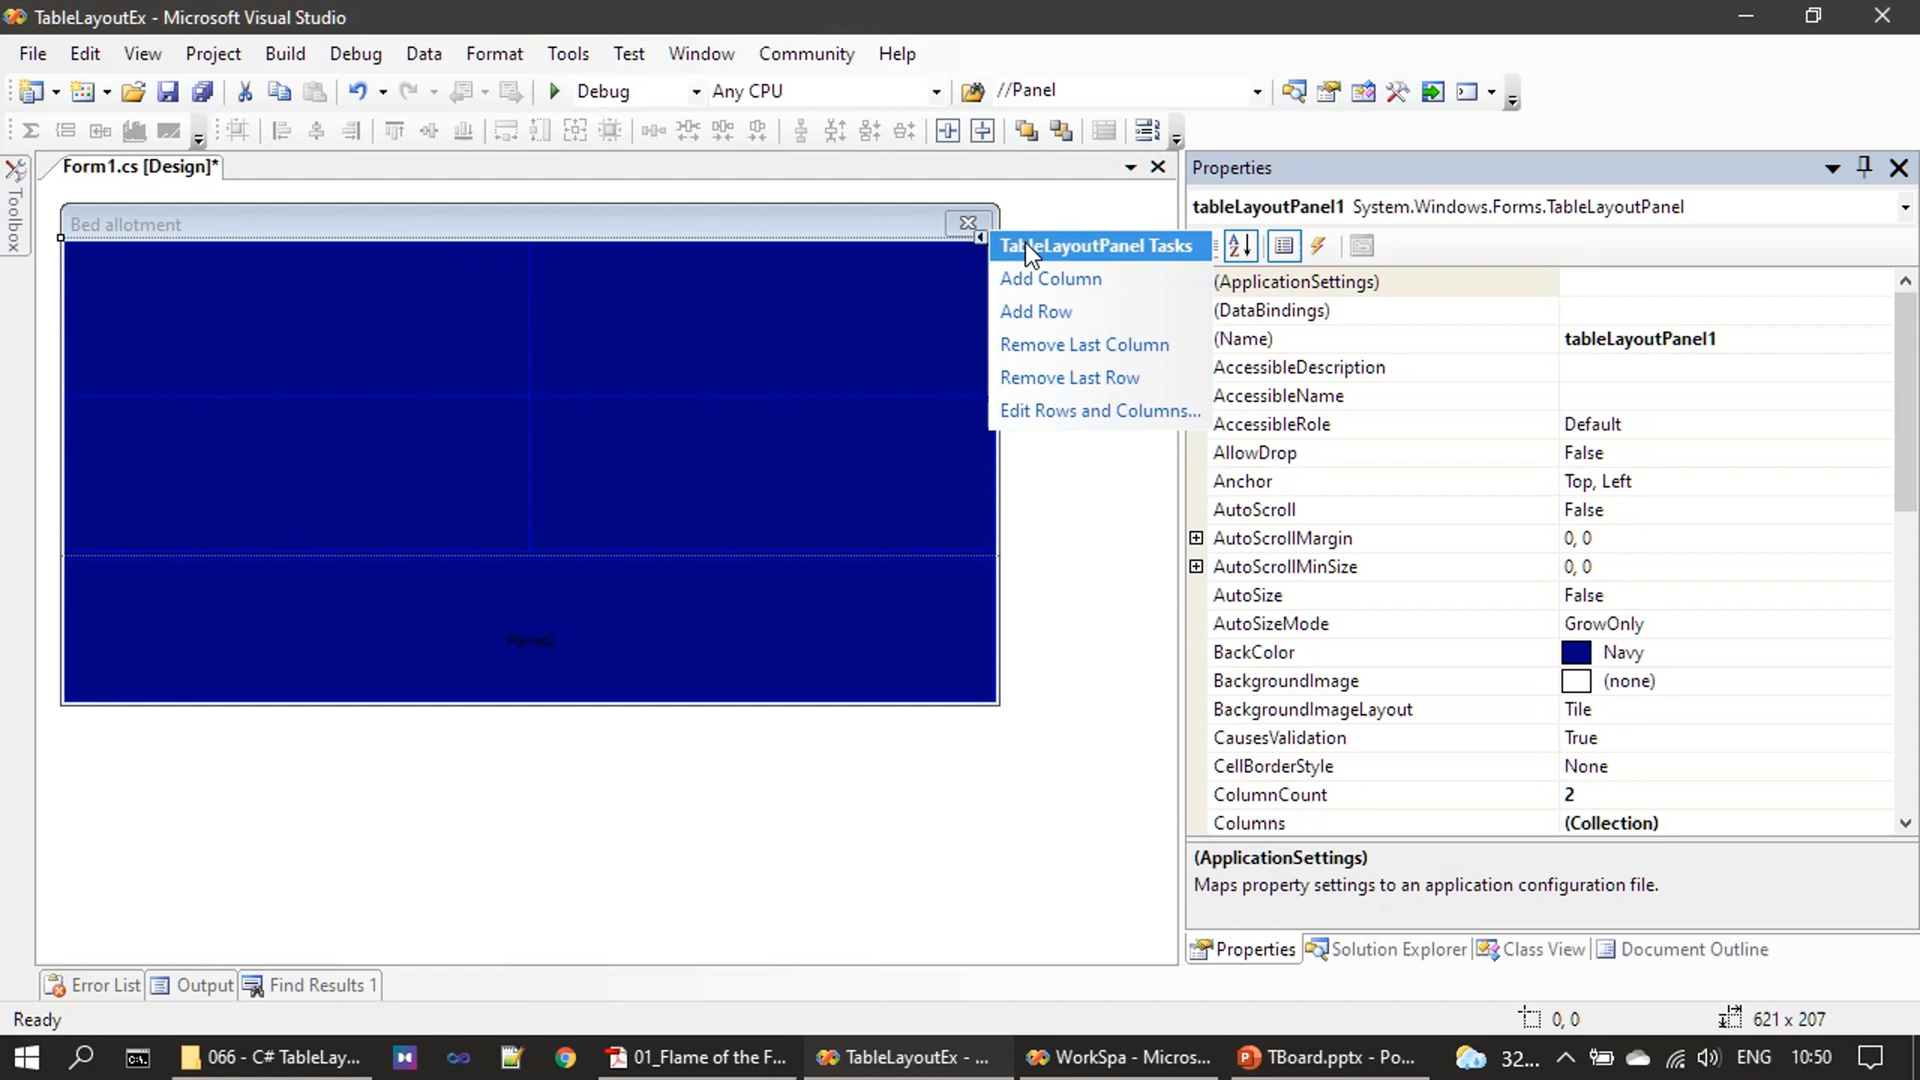 TableLayoutEx - Microsoft Visual Studio
File Edit View Project Build Debug Data Format Tools Test Window Community Help
Debug Any CPU //Panel
Toolbox
Form1.cs [Design]*
Bed allotment
TableLayoutPanel Tasks
Add Column
Add Row
Remove Last Column
Remove Last Row
Edit Rows and Columns...
Properties
tableLayoutPanel1 System.Windows.Forms.TableLayoutPanel
(ApplicationSettings)
(DataBindings)
(Name) tableLayoutPanel1
AccessibleDescription
AccessibleName
AccessibleRole Default
AllowDrop False
Anchor Top, Left
AutoScroll False
AutoScrollMargin 0, 0
AutoScrollMinSize 0, 0
AutoSize False
AutoSizeMode GrowOnly
BackColor Navy
BackgroundImage (none)
BackgroundImageLayout Tile
CausesValidation True
CellBorderStyle None
ColumnCount 2
Columns (Collection)
(ApplicationSettings)
Maps property settings to an application configuration file.
Properties Solution Explorer Class View Document Outline
Error List Output Find Results 1
Ready 0, 0 621 x 207
066 - C# TableLay... 01_Flame of the F... TableLayoutEx - ... WorkSpa - Micros... TBoard.pptx - Po... 32... ENG 10:50